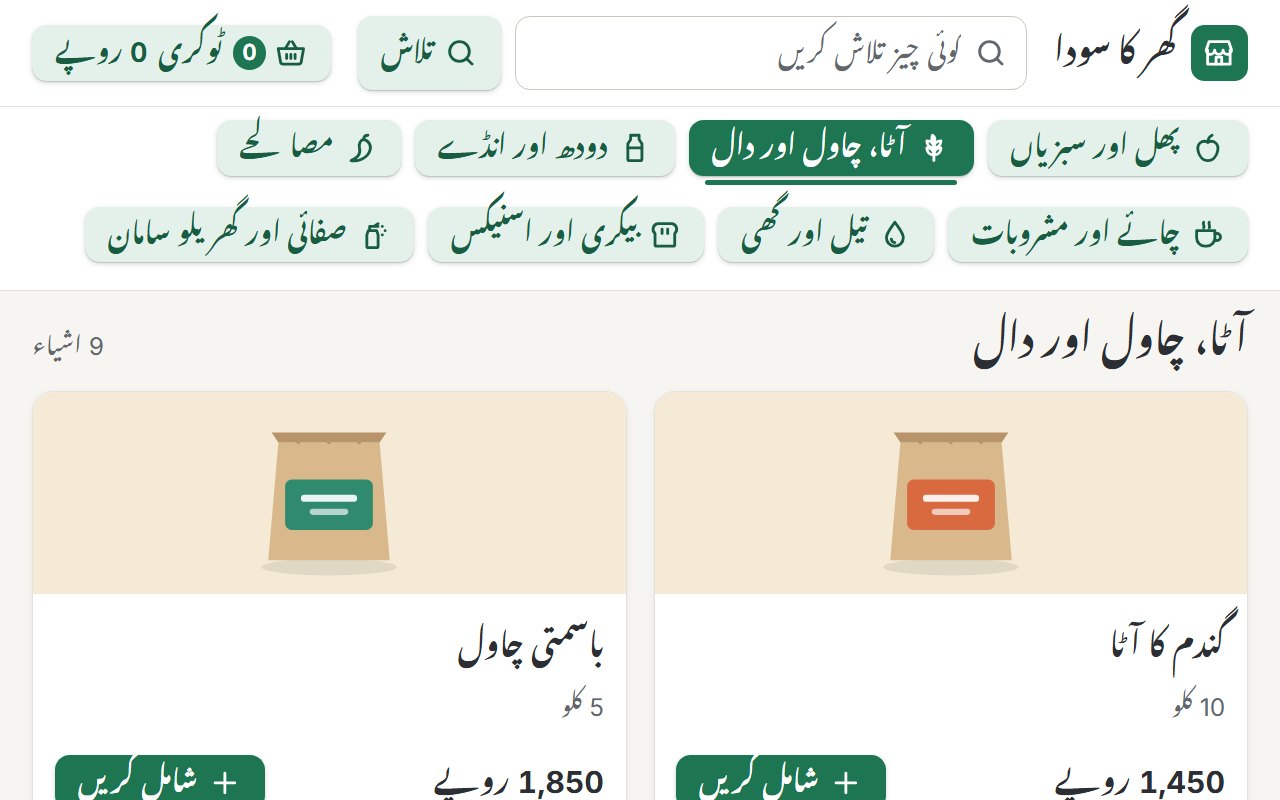 گھر کا سودا
کوئی چیز تلاش کریں
تلاش
0 ٹوکری 0 روپے
پھل اور سبزیاں
آٹا، چاول اور دال
دودھ اور انڈے
مصالحے
چائے اور مشروبات
تیل اور گھی
بیکری اور اسنیکس
صفائی اور گھریلو سامان
آٹا، چاول اور دال
9 اشیاء
گندم کا آٹا
10 کلو
1,450 روپے
شامل کریں
باسمتی چاول
5 کلو
1,850 روپے
شامل کریں